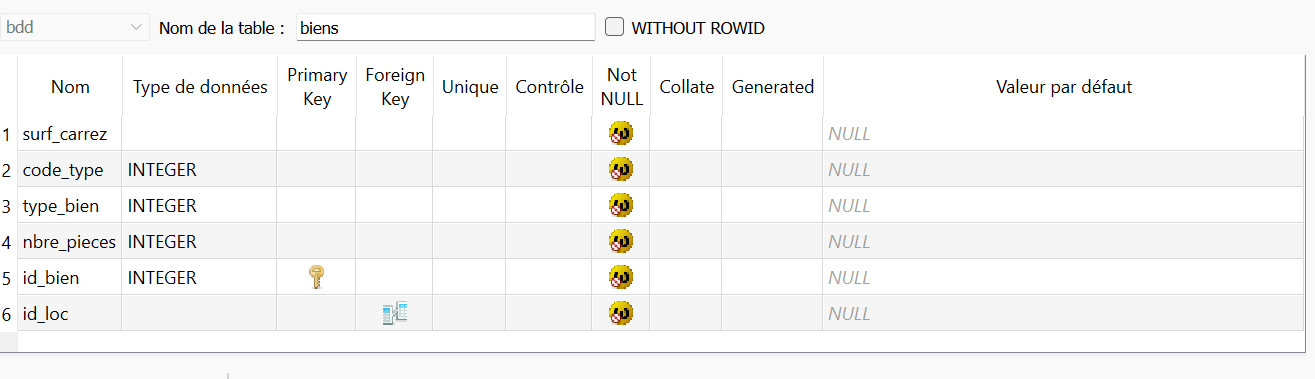 bdd Nom de la table : biens WITHOUT ROWID
Nom Type de données Primary Key Foreign Key Unique Contrôle Not NULL Collate Generated Valeur par défaut
1 surf_carrez NULL
2 code_type INTEGER NULL
3 type_bien INTEGER NULL
4 nbre_pieces INTEGER NULL
5 id_bien INTEGER NULL
6 id_loc NULL